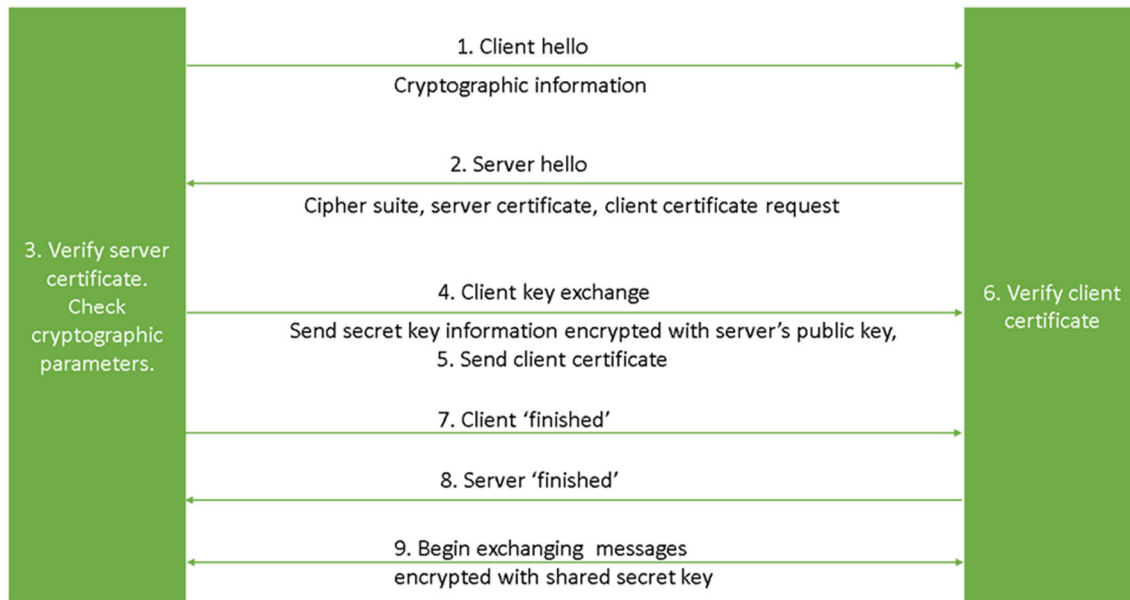 1. Client hello
Cryptographic information
2. Server hello
Cipher suite, server certificate, client certificate request
3. Verify server
certificate.
Check
cryptographic
parameters.
4. Client key exchange
Send secret key information encrypted with server’s public key,
5. Send client certificate
6. Verify client
certificate
7. Client ‘finished’
8. Server ‘finished’
9. Begin exchanging messages
encrypted with shared secret key